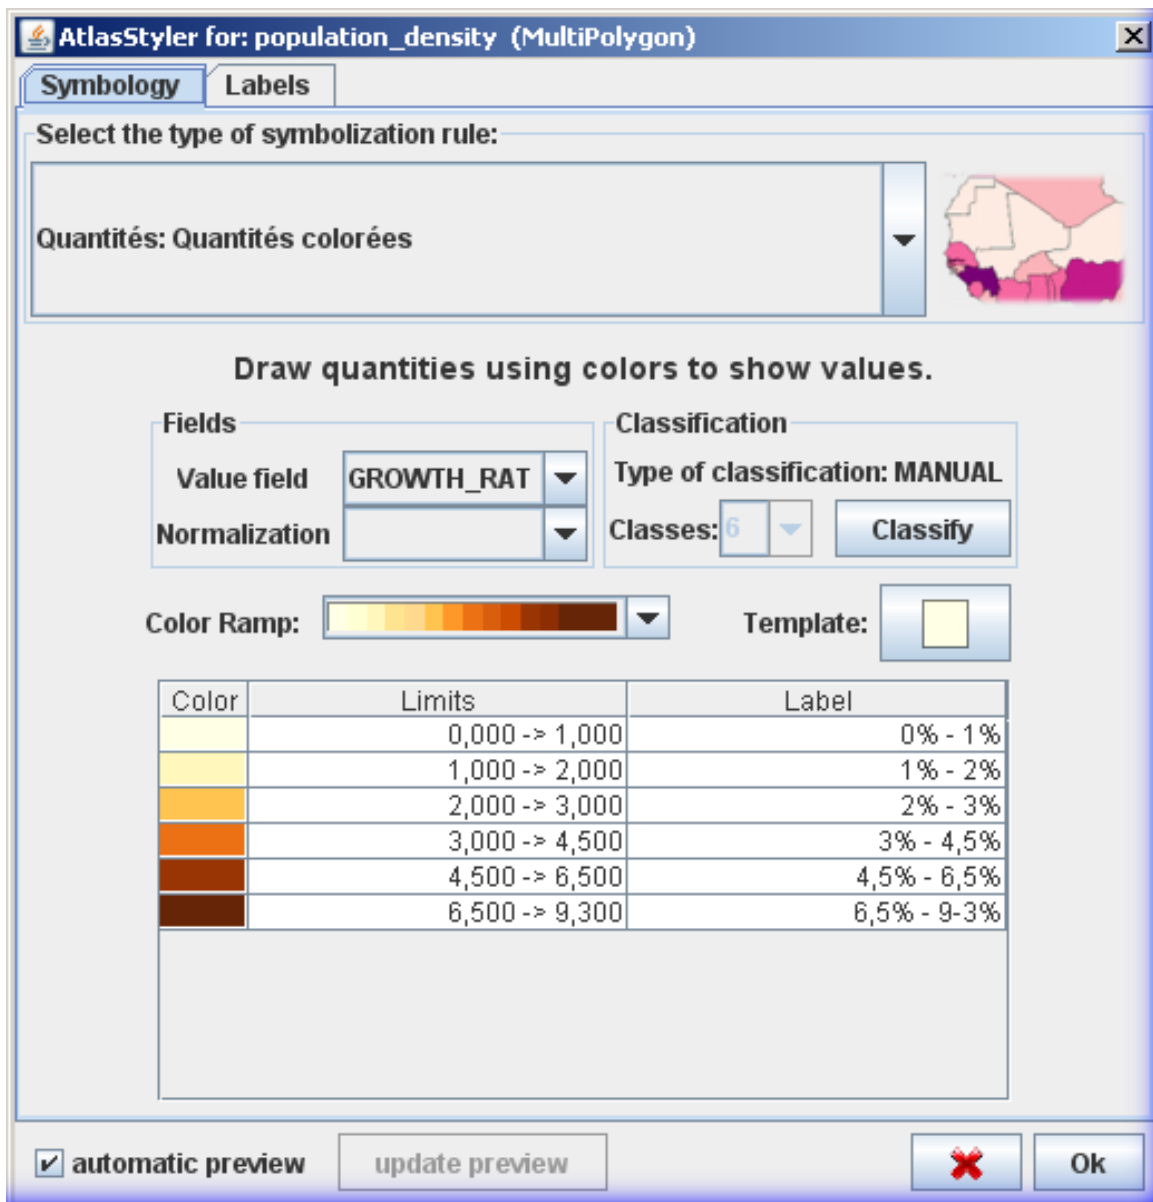 AtlasStyler for: population_density (MultiPolygon)
Symbology Labels
Select the type of symbolization rule:
Quantités: Quantités colorées
Draw quantities using colors to show values.
Fields
Value field GROWTH_RAT
Normalization
Classification
Type of classification: MANUAL
Classes: 6 Classify
Color Ramp: Template:
Color Limits Label
0,000 -> 1,000 0% - 1%
1,000 -> 2,000 1% - 2%
2,000 -> 3,000 2% - 3%
3,000 -> 4,500 3% - 4,5%
4,500 -> 6,500 4,5% - 6,5%
6,500 -> 9,300 6,5% - 9-3%
automatic preview update preview Ok